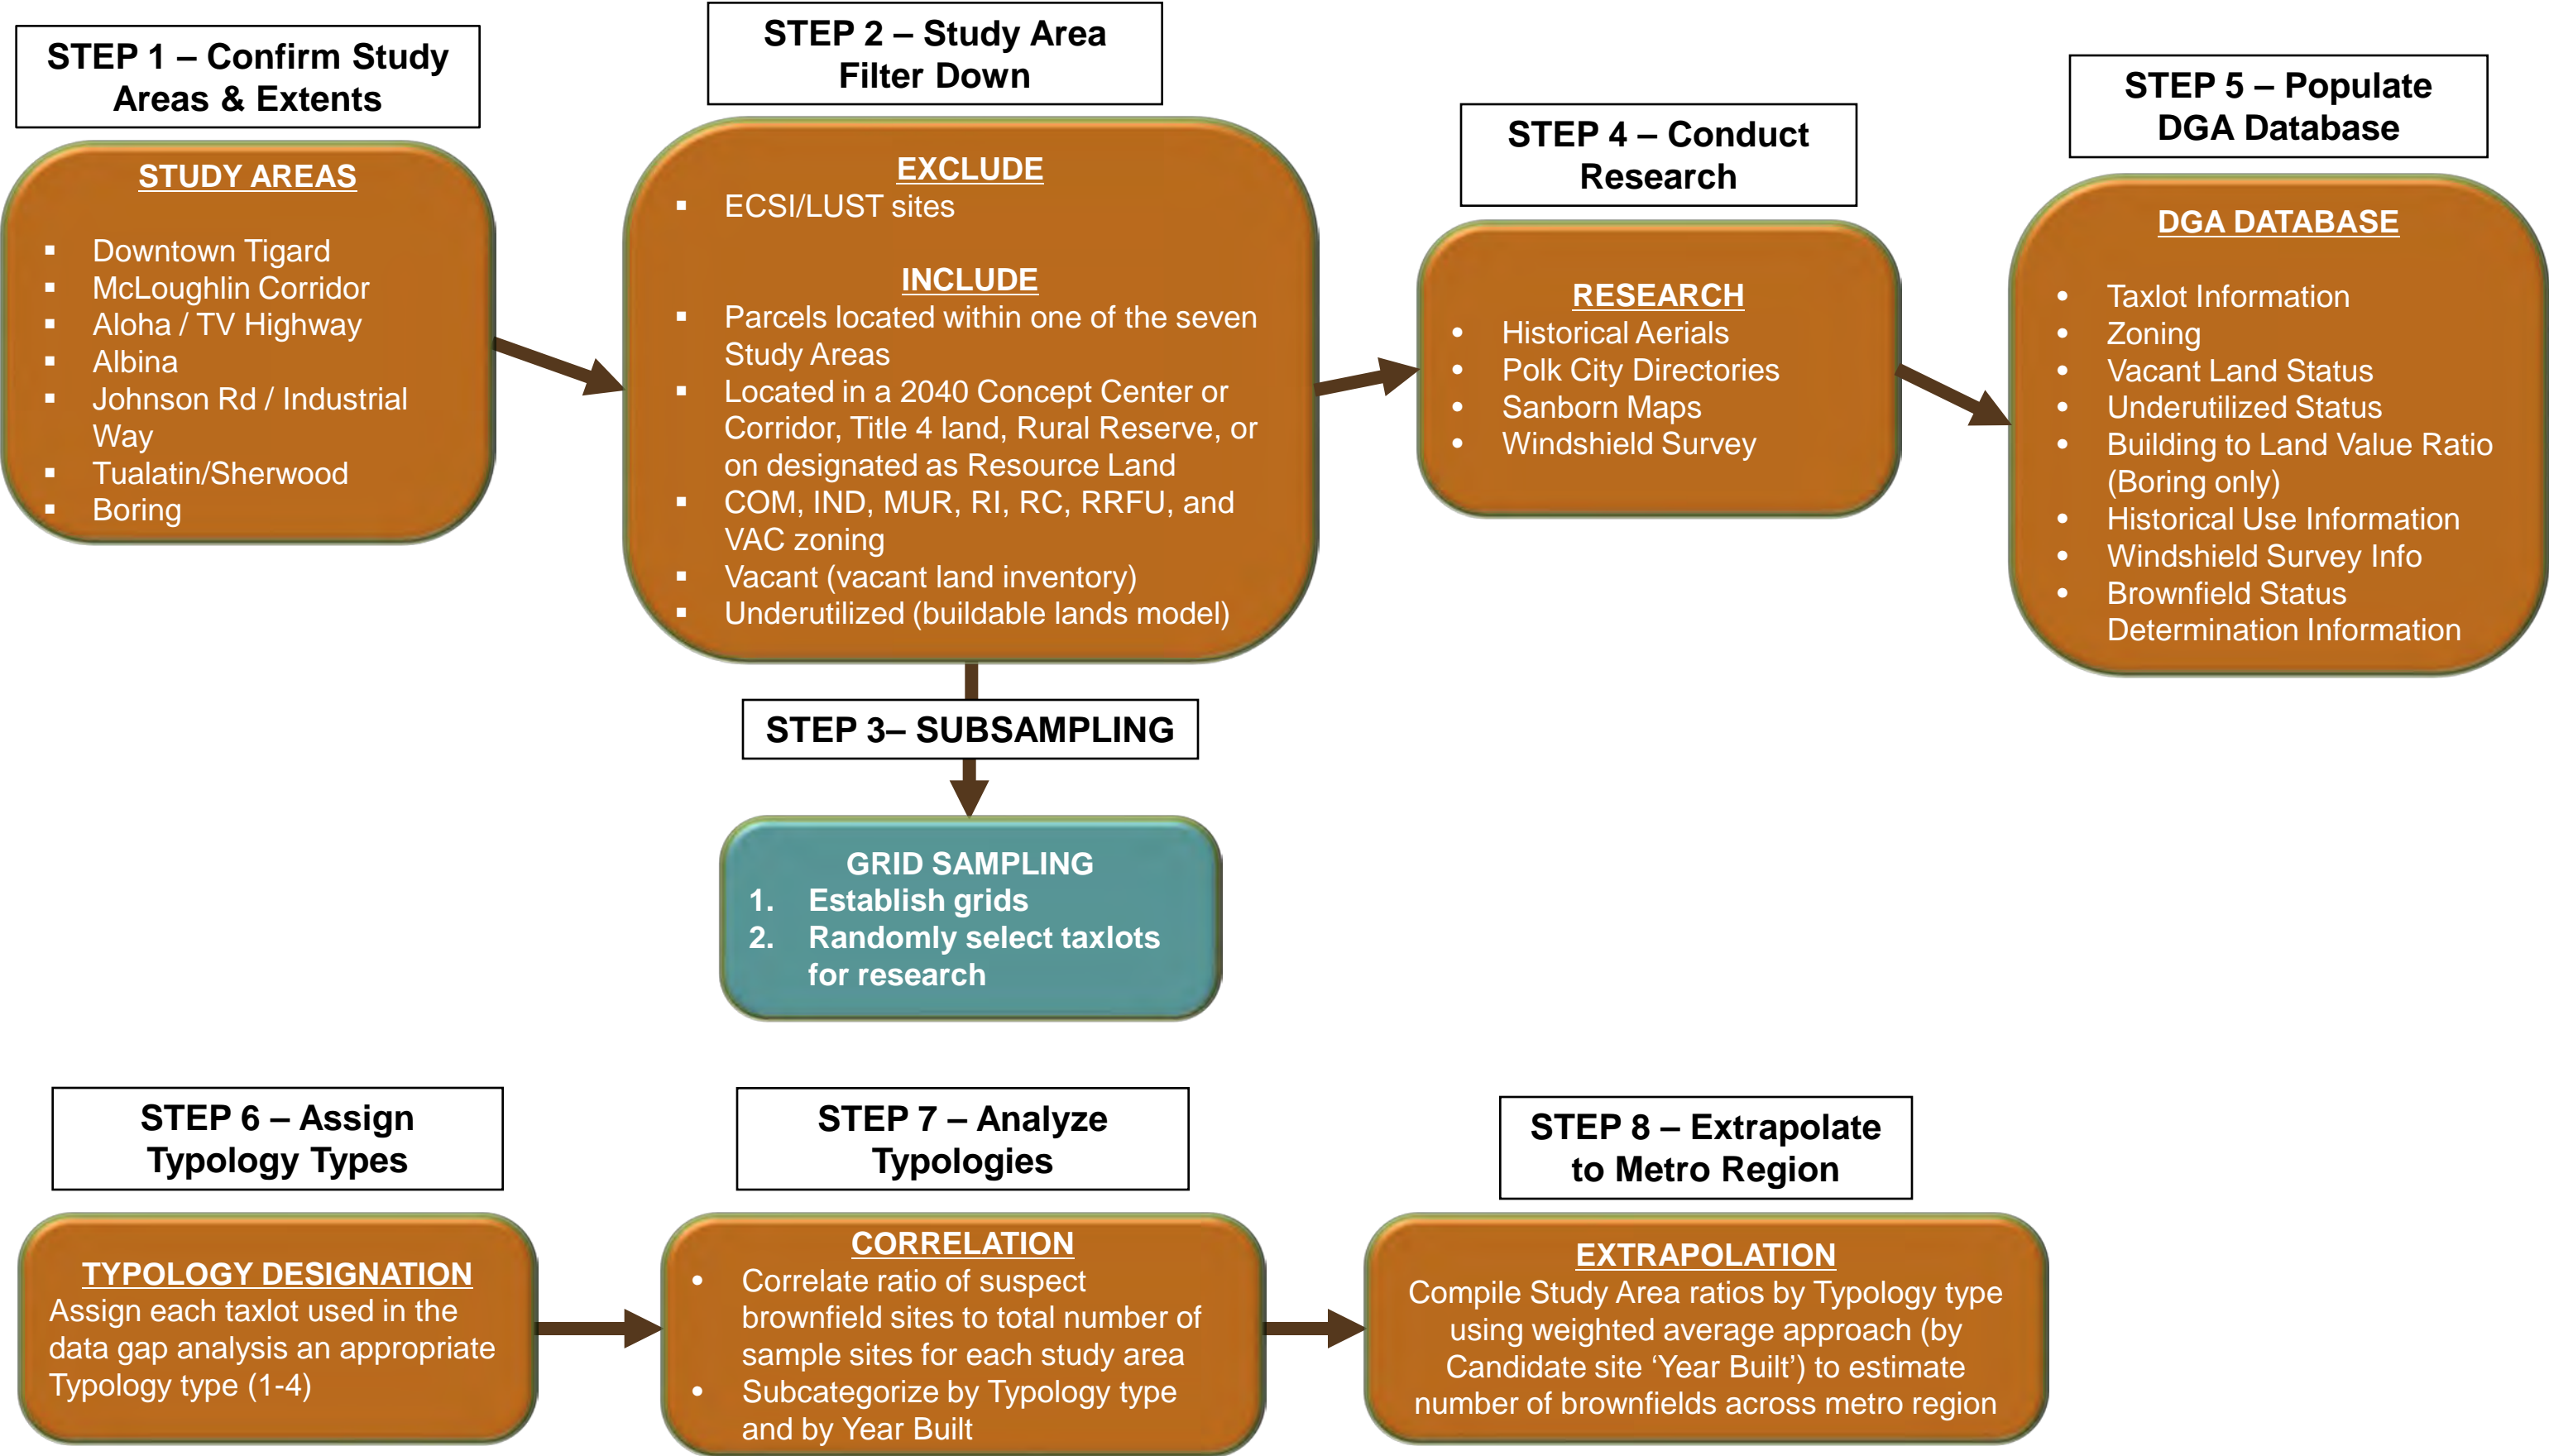 STEP 1 – Confirm Study
Areas & Extents
STUDY AREAS
▪ Downtown Tigard
▪ McLoughlin Corridor
▪ Aloha / TV Highway
▪ Albina
▪ Johnson Rd / Industrial
Way
▪ Tualatin/Sherwood
▪ Boring
STEP 2 – Study Area
Filter Down
EXCLUDE
▪ ECSI/LUST sites
INCLUDE
▪ Parcels located within one of the seven
Study Areas
▪ Located in a 2040 Concept Center or
Corridor, Title 4 land, Rural Reserve, or
on designated as Resource Land
▪ COM, IND, MUR, RI, RC, RRFU, and
VAC zoning
▪ Vacant (vacant land inventory)
▪ Underutilized (buildable lands model)
STEP 3– SUBSAMPLING
GRID SAMPLING
1. Establish grids
2. Randomly select taxlots
for research
STEP 4 – Conduct
Research
RESEARCH
• Historical Aerials
• Polk City Directories
• Sanborn Maps
• Windshield Survey
STEP 5 – Populate
DGA Database
DGA DATABASE
• Taxlot Information
• Zoning
• Vacant Land Status
• Underutilized Status
• Building to Land Value Ratio
(Boring only)
• Historical Use Information
• Windshield Survey Info
• Brownfield Status
Determination Information
STEP 6 – Assign
Typology Types
TYPOLOGY DESIGNATION
Assign each taxlot used in the
data gap analysis an appropriate
Typology type (1-4)
STEP 7 – Analyze
Typologies
CORRELATION
• Correlate ratio of suspect
brownfield sites to total number of
sample sites for each study area
• Subcategorize by Typology type
and by Year Built
STEP 8 – Extrapolate
to Metro Region
EXTRAPOLATION
Compile Study Area ratios by Typology type
using weighted average approach (by
Candidate site ‘Year Built’) to estimate
number of brownfields across metro region